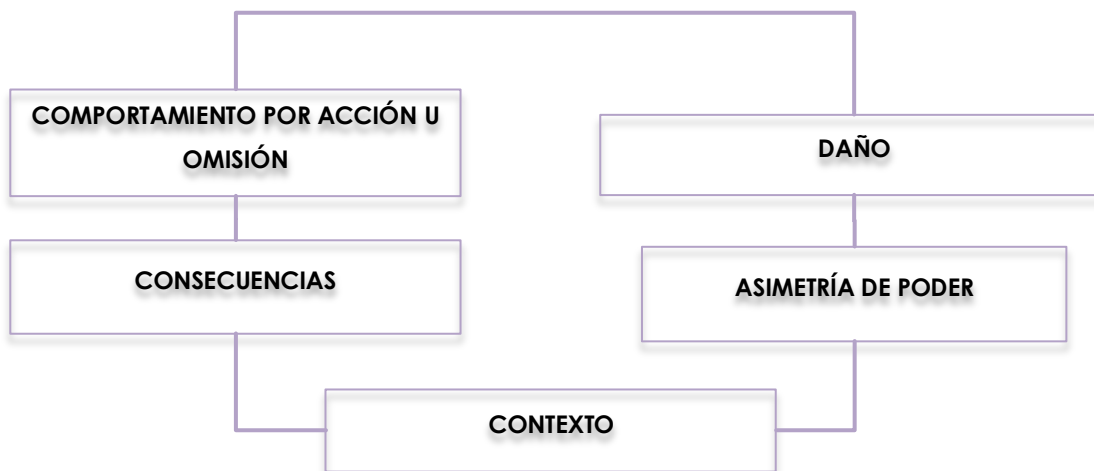 COMPORTAMIENTO POR ACCIÓN U
OMISIÓN
DAÑO
CONSECUENCIAS
ASIMETRÍA DE PODER
CONTEXTO